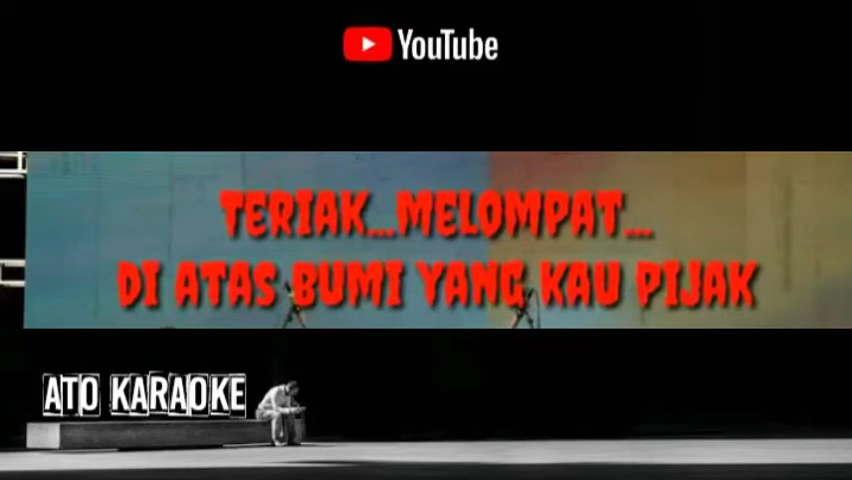 YouTube
TERIAK...MELOMPAT...
DI ATAS BUMI YANG KAU PIJAK
ATO KARAOKE